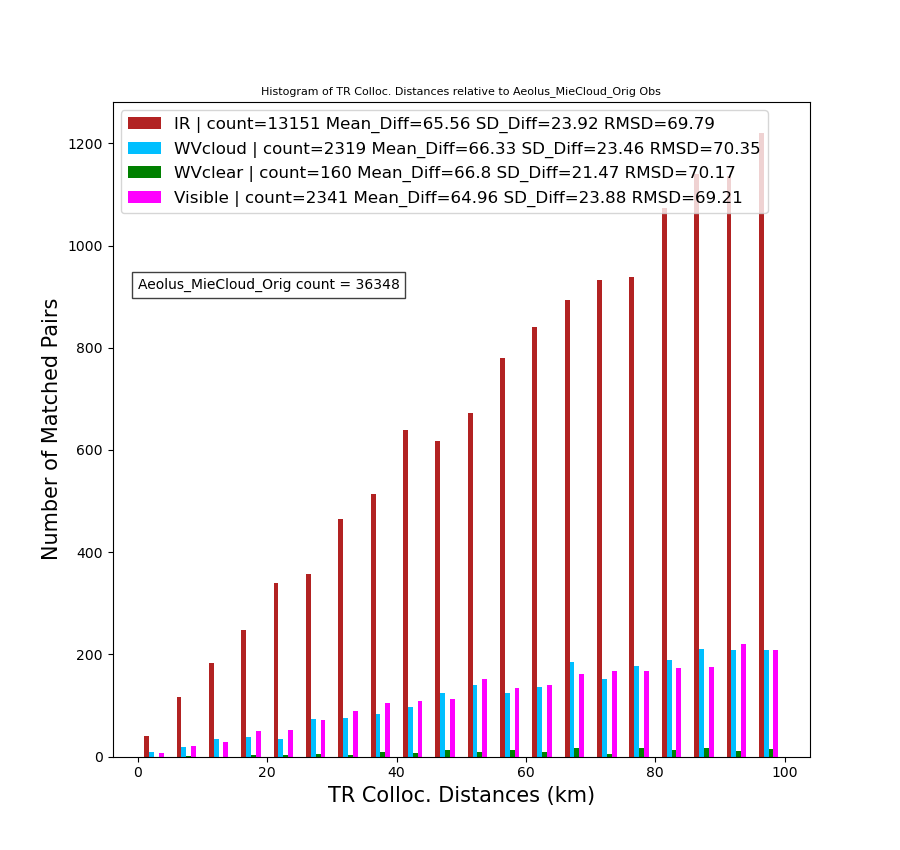 Histogram of TR Colloc. Distances relative to Aeolus_MieCloud_Orig Obs
IR | count=13151 Mean_Diff=65.56 SD_Diff=23.92 RMSD=69.79
WVcloud | count=2319 Mean_Diff=66.33 SD_Diff=23.46 RMSD=70.35
WVclear | count=160 Mean_Diff=66.8 SD_Diff=21.47 RMSD=70.17
Visible | count=2341 Mean_Diff=64.96 SD_Diff=23.88 RMSD=69.21
Aeolus_MieCloud_Orig count = 36348
Number of Matched Pairs
1200
1000
800
600
400
200
0
0 20 40 60 80 100
TR Colloc. Distances (km)